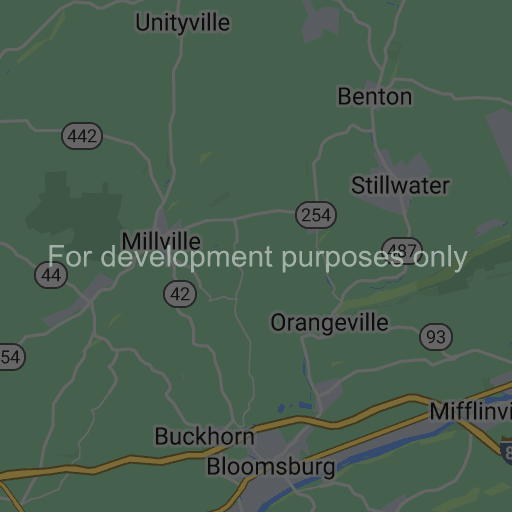 Unityville
Benton
442
Stillwater
254
Millville
487
For development purposes only
44
42
Orangeville
93
54
Mifflinvi
Buckhorn
Bloomsburg
8